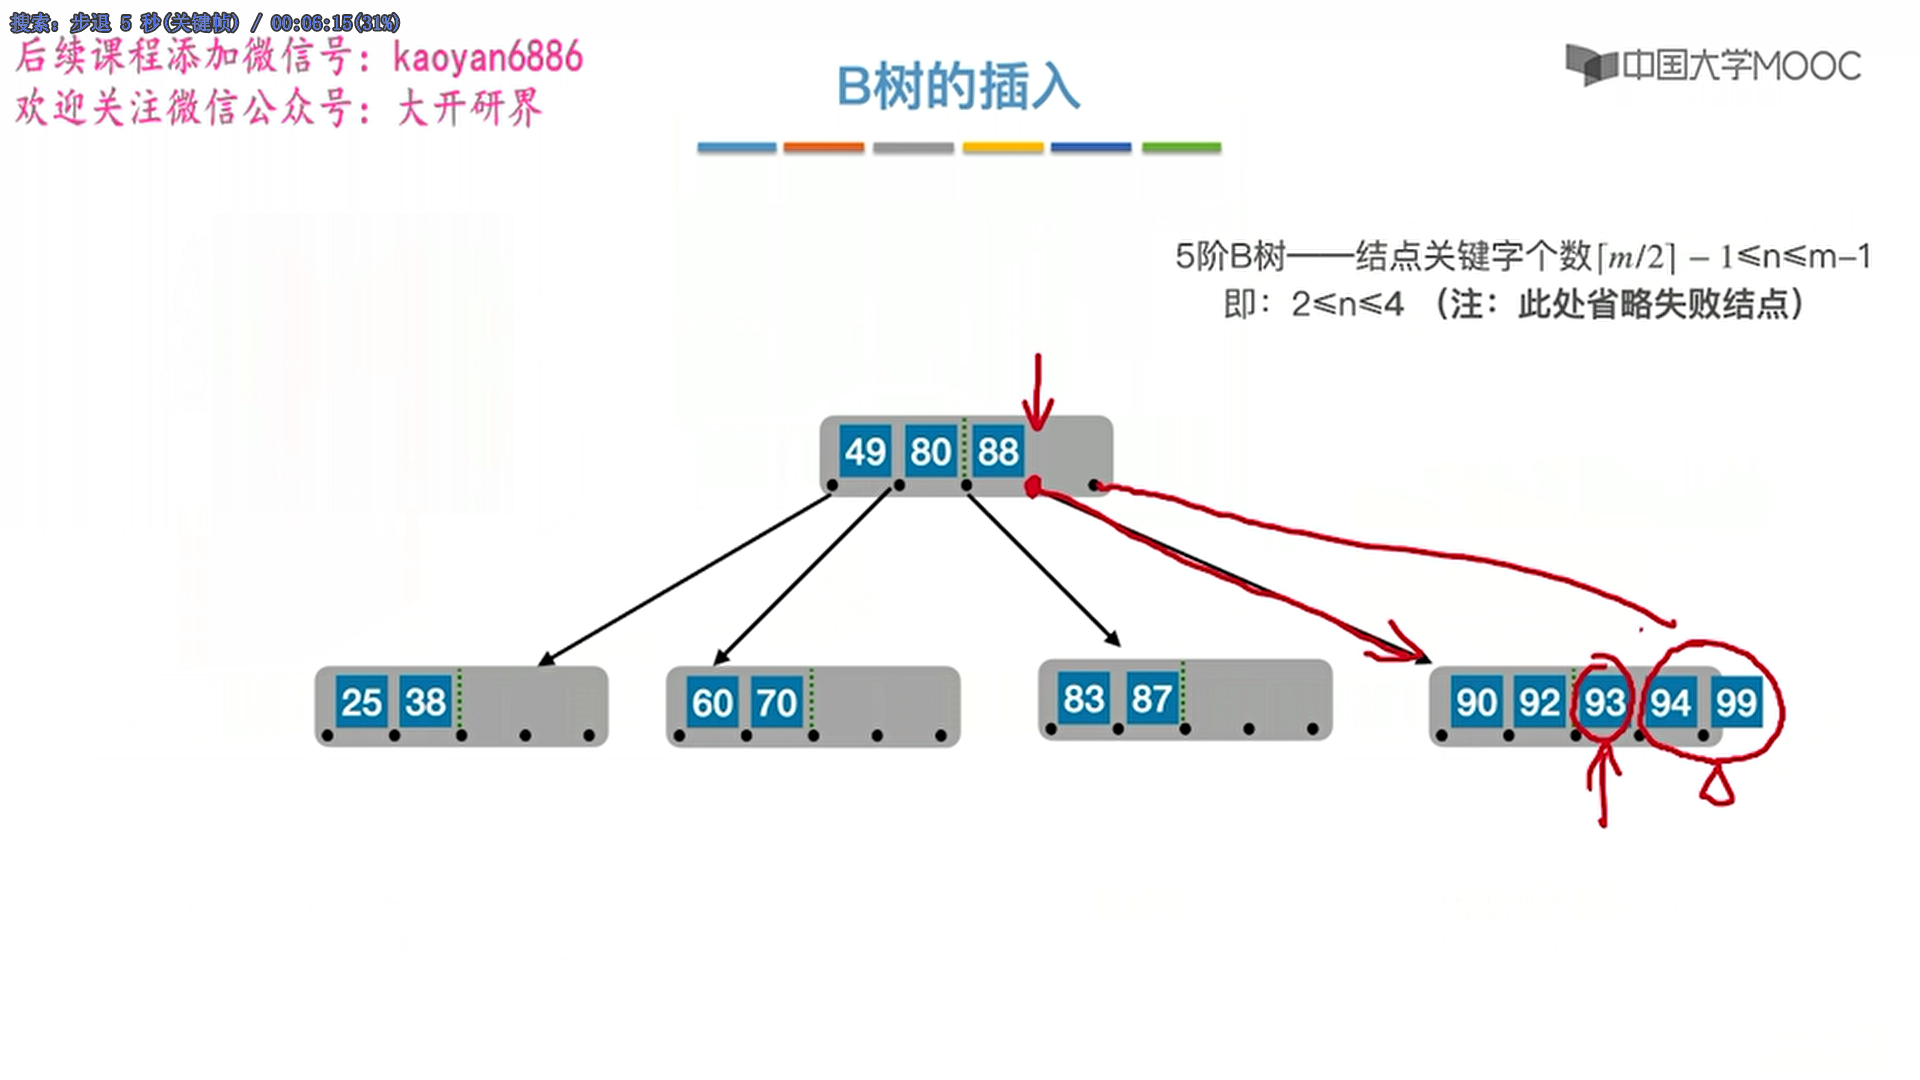 搜索: 步退 5 秒(关键帧) / 00:06:15(31%)
后续课程添加微信号：kaoyan6886
欢迎关注微信公众号：大开研界
B树的插入
中国大学MOOC
5阶B树——结点关键字个数⌈m/2⌉ – 1≤n≤m–1
即：2≤n≤4 （注：此处省略失败结点）
49 80 88
25 38 60 70 83 87 90 92 93 94 99